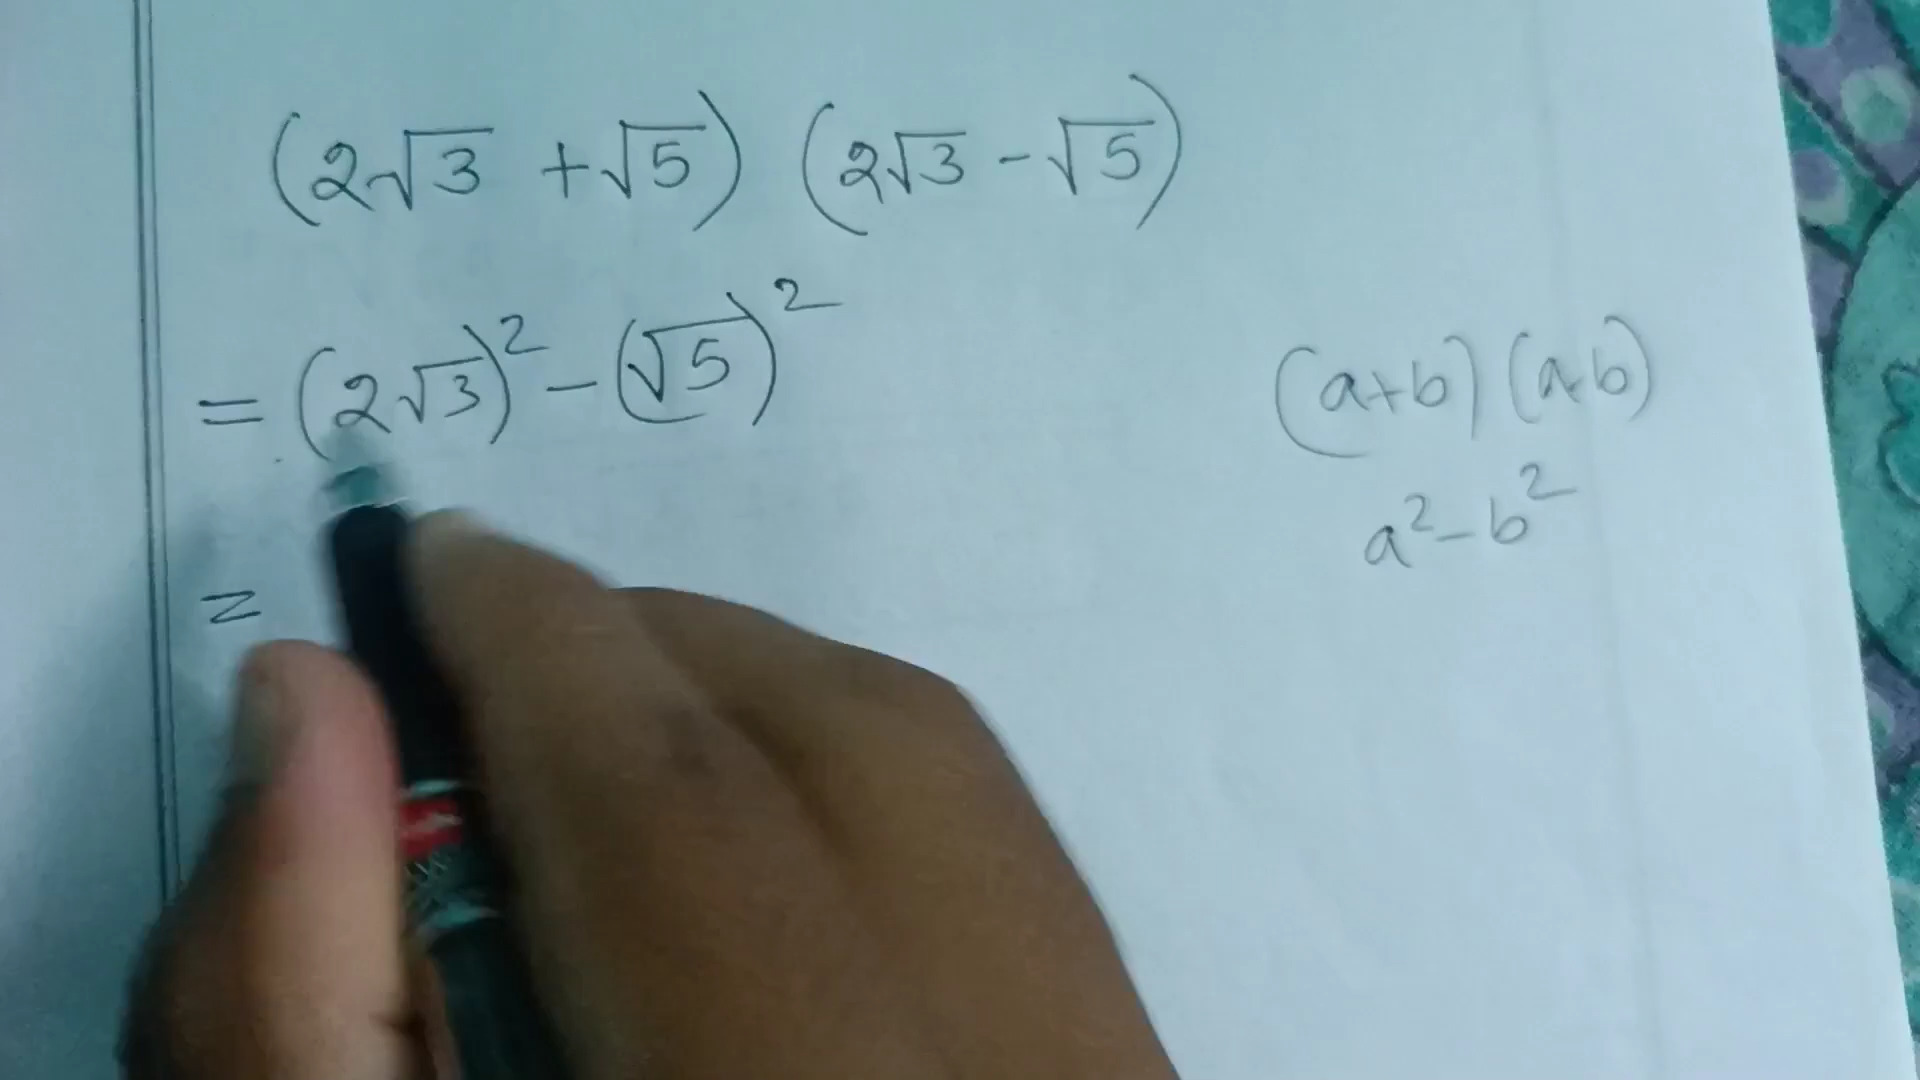 (2√3 + √5) (2√3 - √5)
= (2√3)² - (√5)²
(a+b) (a-b)
a² - b²
=